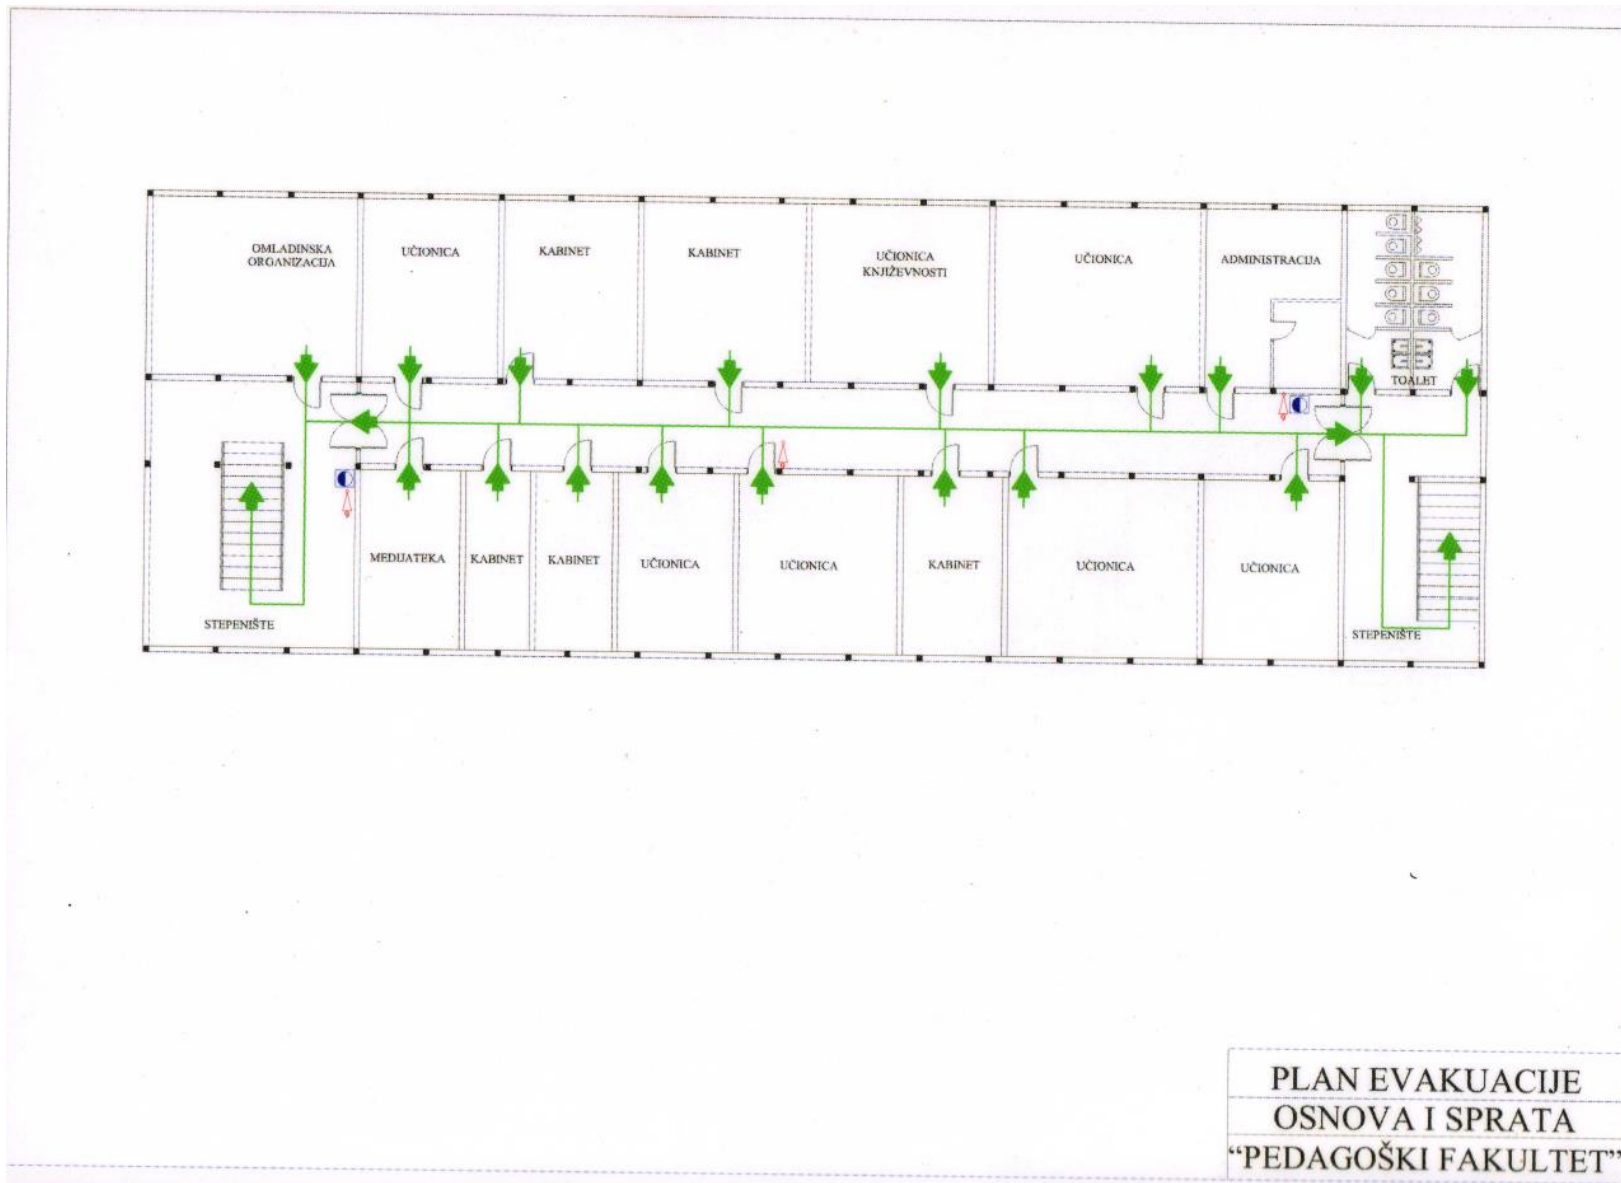 OMLADINSKA
ORGANIZACIJA
UČIONICA
KABINET
KABINET
UČIONICA
KNJIŽEVNOSTI
UČIONICA
ADMINISTRACIJA
TOALET
MEDIJATEKA
KABINET
KABINET
UČIONICA
UČIONICA
KABINET
UČIONICA
UČIONICA
STEPENIŠTE
STEPENIŠTE
PLAN EVAKUACIJE
OSNOVA I SPRATA
“PEDAGOŠKI FAKULTET”